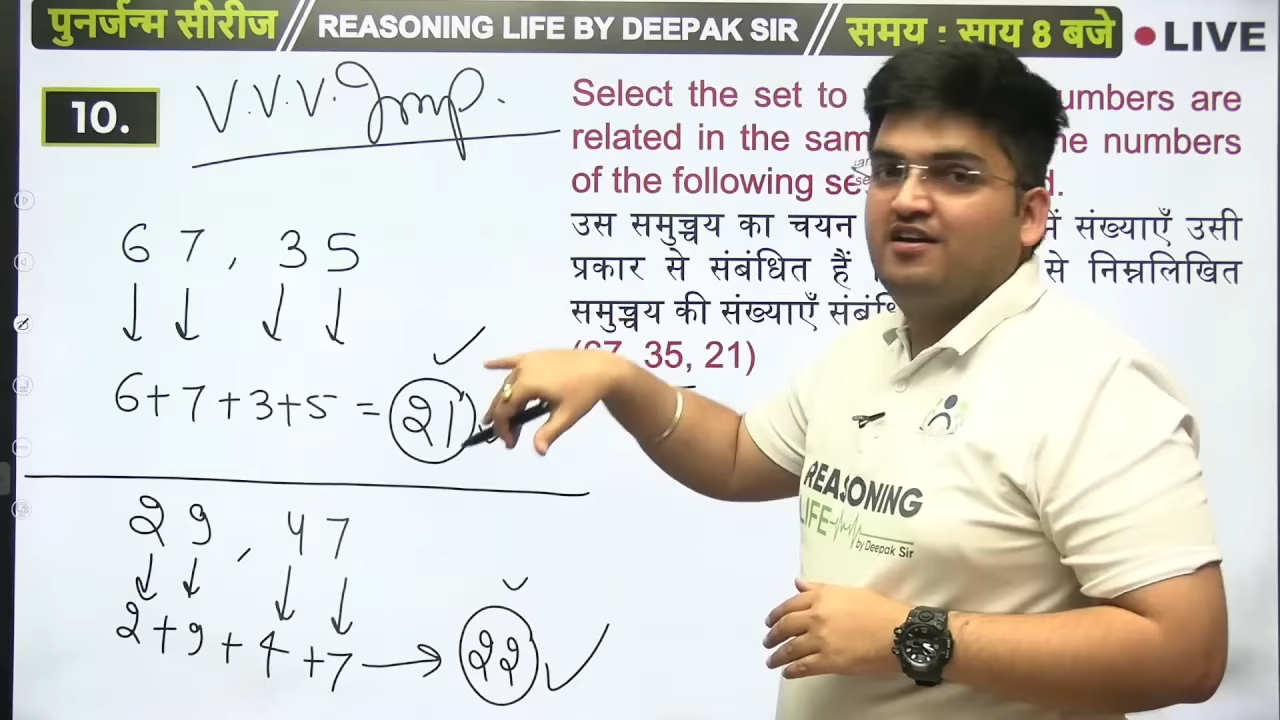 पुनर्जन्म सीरीज // REASONING LIFE BY DEEPAK SIR // समय : साय 8 बजे LIVE
10.
V.V.V. Imp.
Select the set to umbers are
related in the sam ne numbers
of the following se d.
उस समुच्चय का चयन में संख्याएँ उसी
प्रकार से संबंधित हैं से निम्नलिखित
समुच्चय की संख्याएँ संबंधि
(67, 35, 21)
67, 35
6+7+3+5 = 21
29, 47
2+9+4+7 → 22
REASONING
LIFE
by Deepak Sir